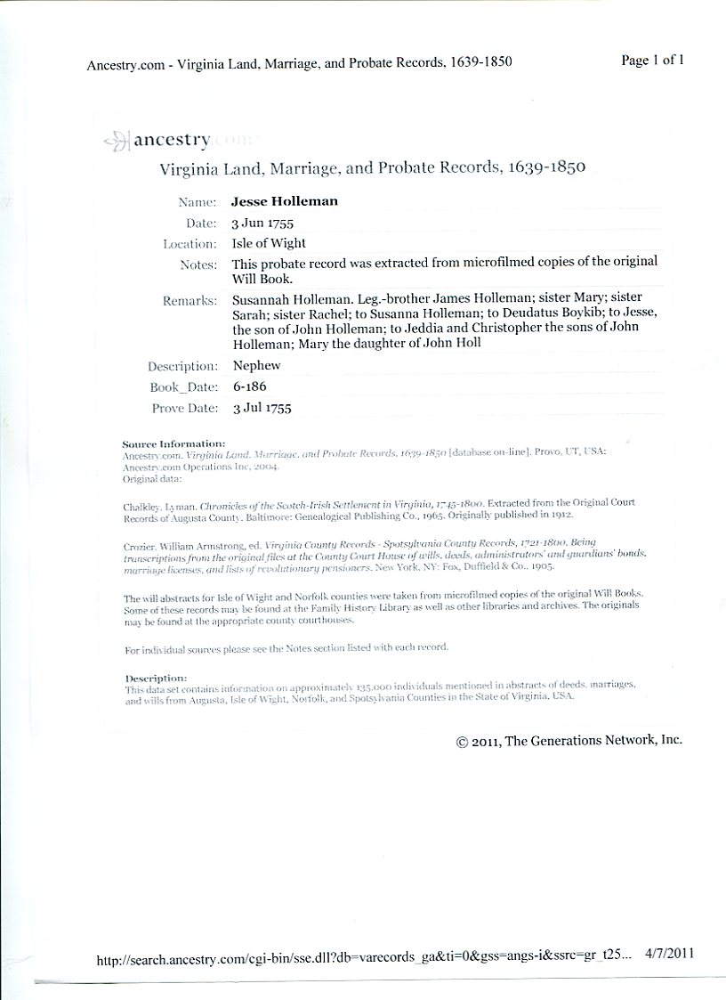 Ancestry.com - Virginia Land, Marriage, and Probate Records, 1639-1850 Page 1 of 1
ancestry.com
Virginia Land, Marriage, and Probate Records, 1639-1850
Name: Jesse Holleman
Date: 3 Jun 1755
Location: Isle of Wight
Notes: This probate record was extracted from microfilmed copies of the original
Will Book.
Remarks: Susannah Holleman. Leg.-brother James Holleman; sister Mary; sister
Sarah; sister Rachel; to Susanna Holleman; to Deudatus Boykib; to Jesse,
the son of John Holleman; to Jeddia and Christopher the sons of John
Holleman; Mary the daughter of John Holl
Description: Nephew
Book_Date: 6-186
Prove Date: 3 Jul 1755
Source Information:
Ancestry.com. Virginia Land, Marriage, and Probate Records, 1639-1850 [database on-line]. Provo, UT, USA:
Ancestry.com Operations Inc, 2004.
Original data:
Chalkley, Lyman. Chronicles of the Scotch-Irish Settlement in Virginia, 1745-1800. Extracted from the Original Court
Records of Augusta County. Baltimore: Genealogical Publishing Co., 1965. Originally published in 1912.
Crozier, William Armstrong, ed. Virginia County Records - Spotsylvania County Records, 1721-1800. Being
transcriptions from the original files at the County Court House of wills, deeds, administrators' and guardians' bonds,
marriage licenses, and lists of revolutionary pensioners. New York, NY: Fox, Duffield & Co., 1905.
The will abstracts for Isle of Wight and Norfolk counties were taken from microfilmed copies of the original Will Books.
Some of these records may be found at the Family History Library as well as other libraries and archives. The originals
may be found at the appropriate county courthouses.
For individual sources please see the Notes section listed with each record.
Description:
This data set contains information on approximately 135,000 individuals mentioned in abstracts of deeds, marriages,
and wills from Augusta, Isle of Wight, Norfolk, and Spotsylvania Counties in the State of Virginia, USA.
© 2011, The Generations Network, Inc.
http://search.ancestry.com/cgi-bin/sse.dll?db=varecords_ga&ti=0&gss=angs-i&ssrc=gr_t25... 4/7/2011